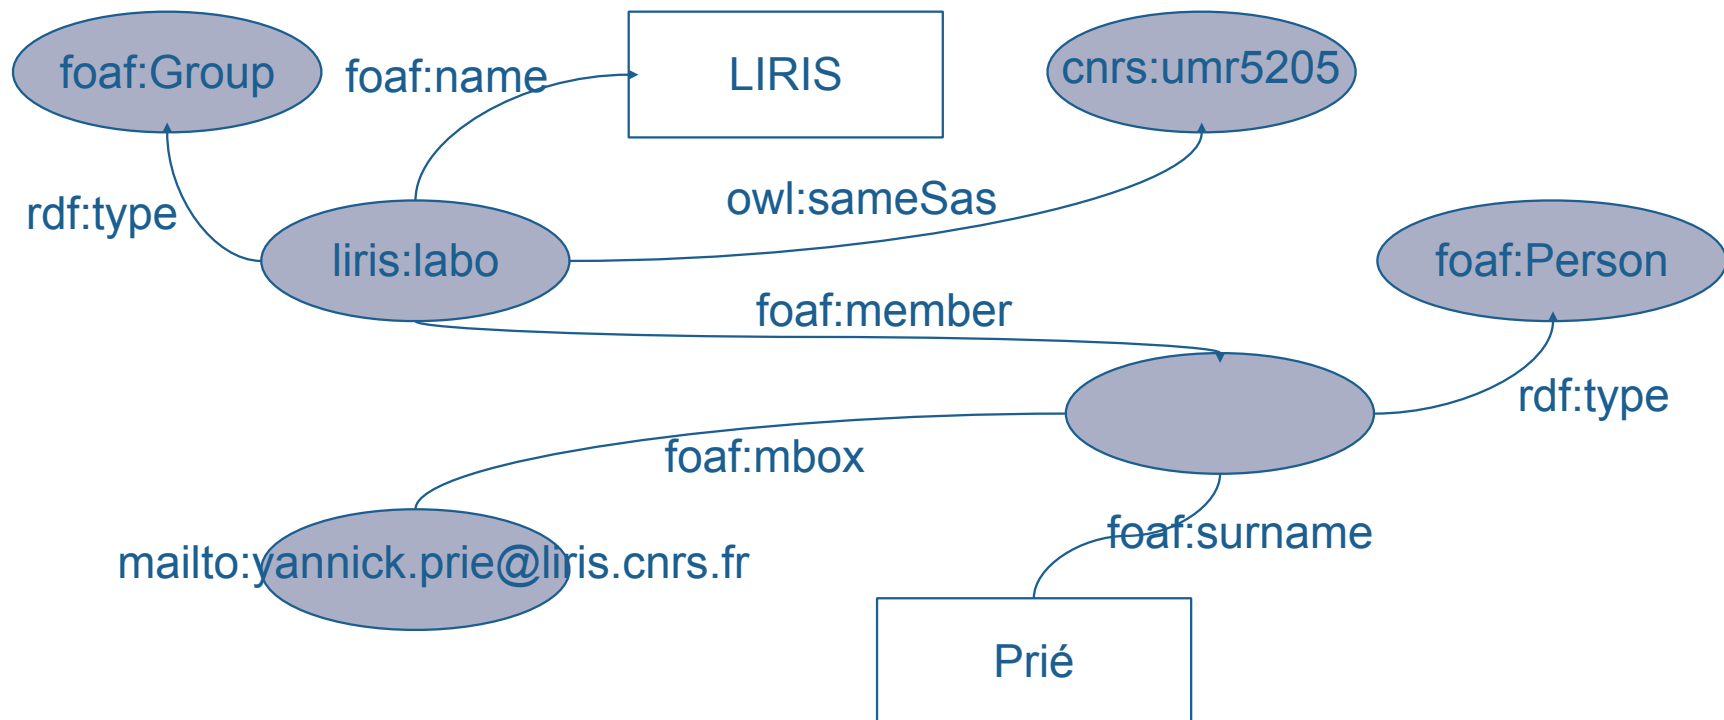 foaf:Group
foaf:name
LIRIS
cnrs:umr5205
rdf:type
owl:sameSas
liris:labo
foaf:Person
foaf:member
rdf:type
foaf:mbox
foaf:surname
mailto:yannick.prie@liris.cnrs.fr
Prié